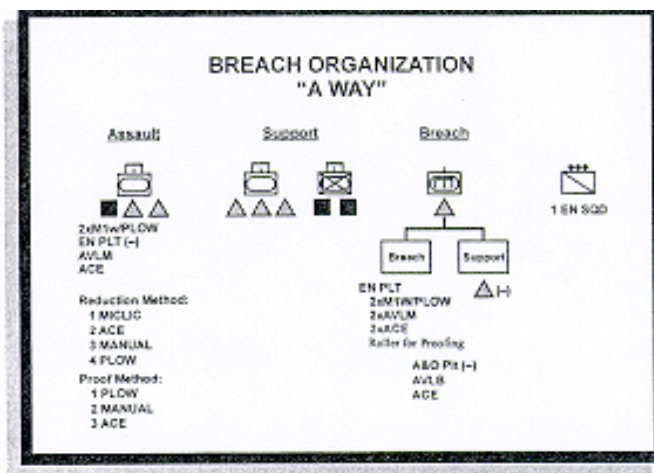 BREACH ORGANIZATION
"A WAY"
Assault
Support
Breach
1 EN SQD
2xM1w/PLOW
EN PLT (–)
AVLM
ACE
Reduction Method:
1 MICLIC
2 ACE
3 MANUAL
4 PLOW
Proof Method:
1 PLOW
2 MANUAL
3 ACE
Breach
Support
(–)
EN PLT
2xM1W/PLOW
2xAVLM
2xACE
Roller for Proofing
A&O Plt (–)
AVLB
ACE